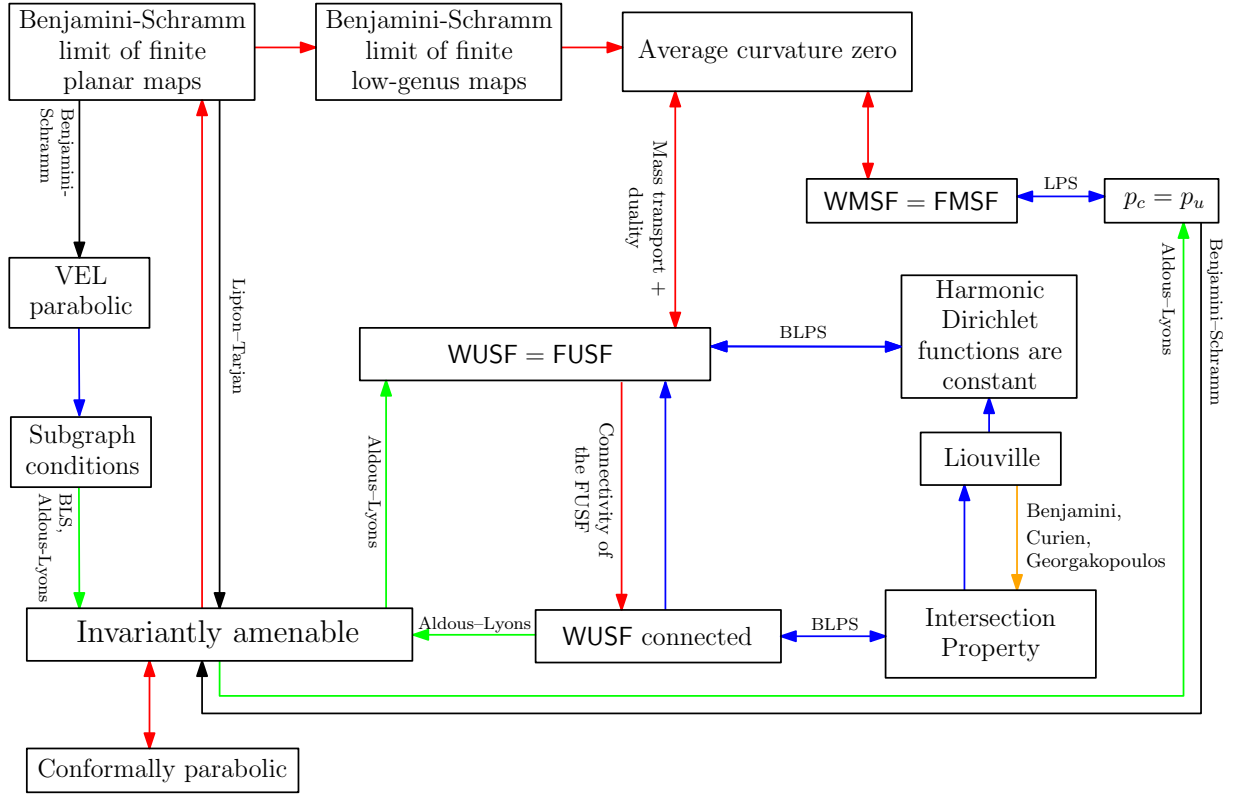 Benjamini-Schramm
limit of finite
planar maps
Benjamini-Schramm
limit of finite
low-genus maps
Average curvature zero
Benjamini-
Schramm
Mass transport +
duality
WMSF = FMSF
LPS
p_c = p_u
VEL
parabolic
Lipton–Tarjan
Aldous–Lyons
Benjamini–Schramm
Harmonic
Dirichlet
functions are
constant
WUSF = FUSF
BLPS
Subgraph
conditions
Aldous–Lyons
Connectivity of
the FUSF
Liouville
BLS,
Aldous-Lyons
Benjamini,
Curien,
Georgakopoulos
Invariantly amenable
Aldous–Lyons
WUSF connected
BLPS
Intersection
Property
Conformally parabolic